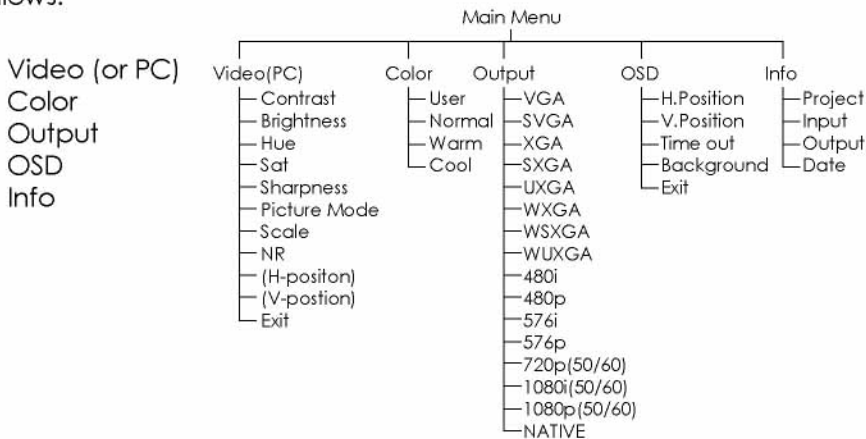 Main Menu
Video (or PC)
Color
Output
OSD
Info
Video(PC)
Contrast
Brightness
Hue
Sat
Sharpness
Picture Mode
Scale
NR
(H-positon)
(V-postion)
Exit
Color
User
Normal
Warm
Cool
Output
VGA
SVGA
XGA
SXGA
UXGA
WXGA
WSXGA
WUXGA
480i
480p
576i
576p
720p(50/60)
1080i(50/60)
1080p(50/60)
NATIVE
OSD
H.Position
V.Position
Time out
Background
Exit
Info
Project
Input
Output
Date